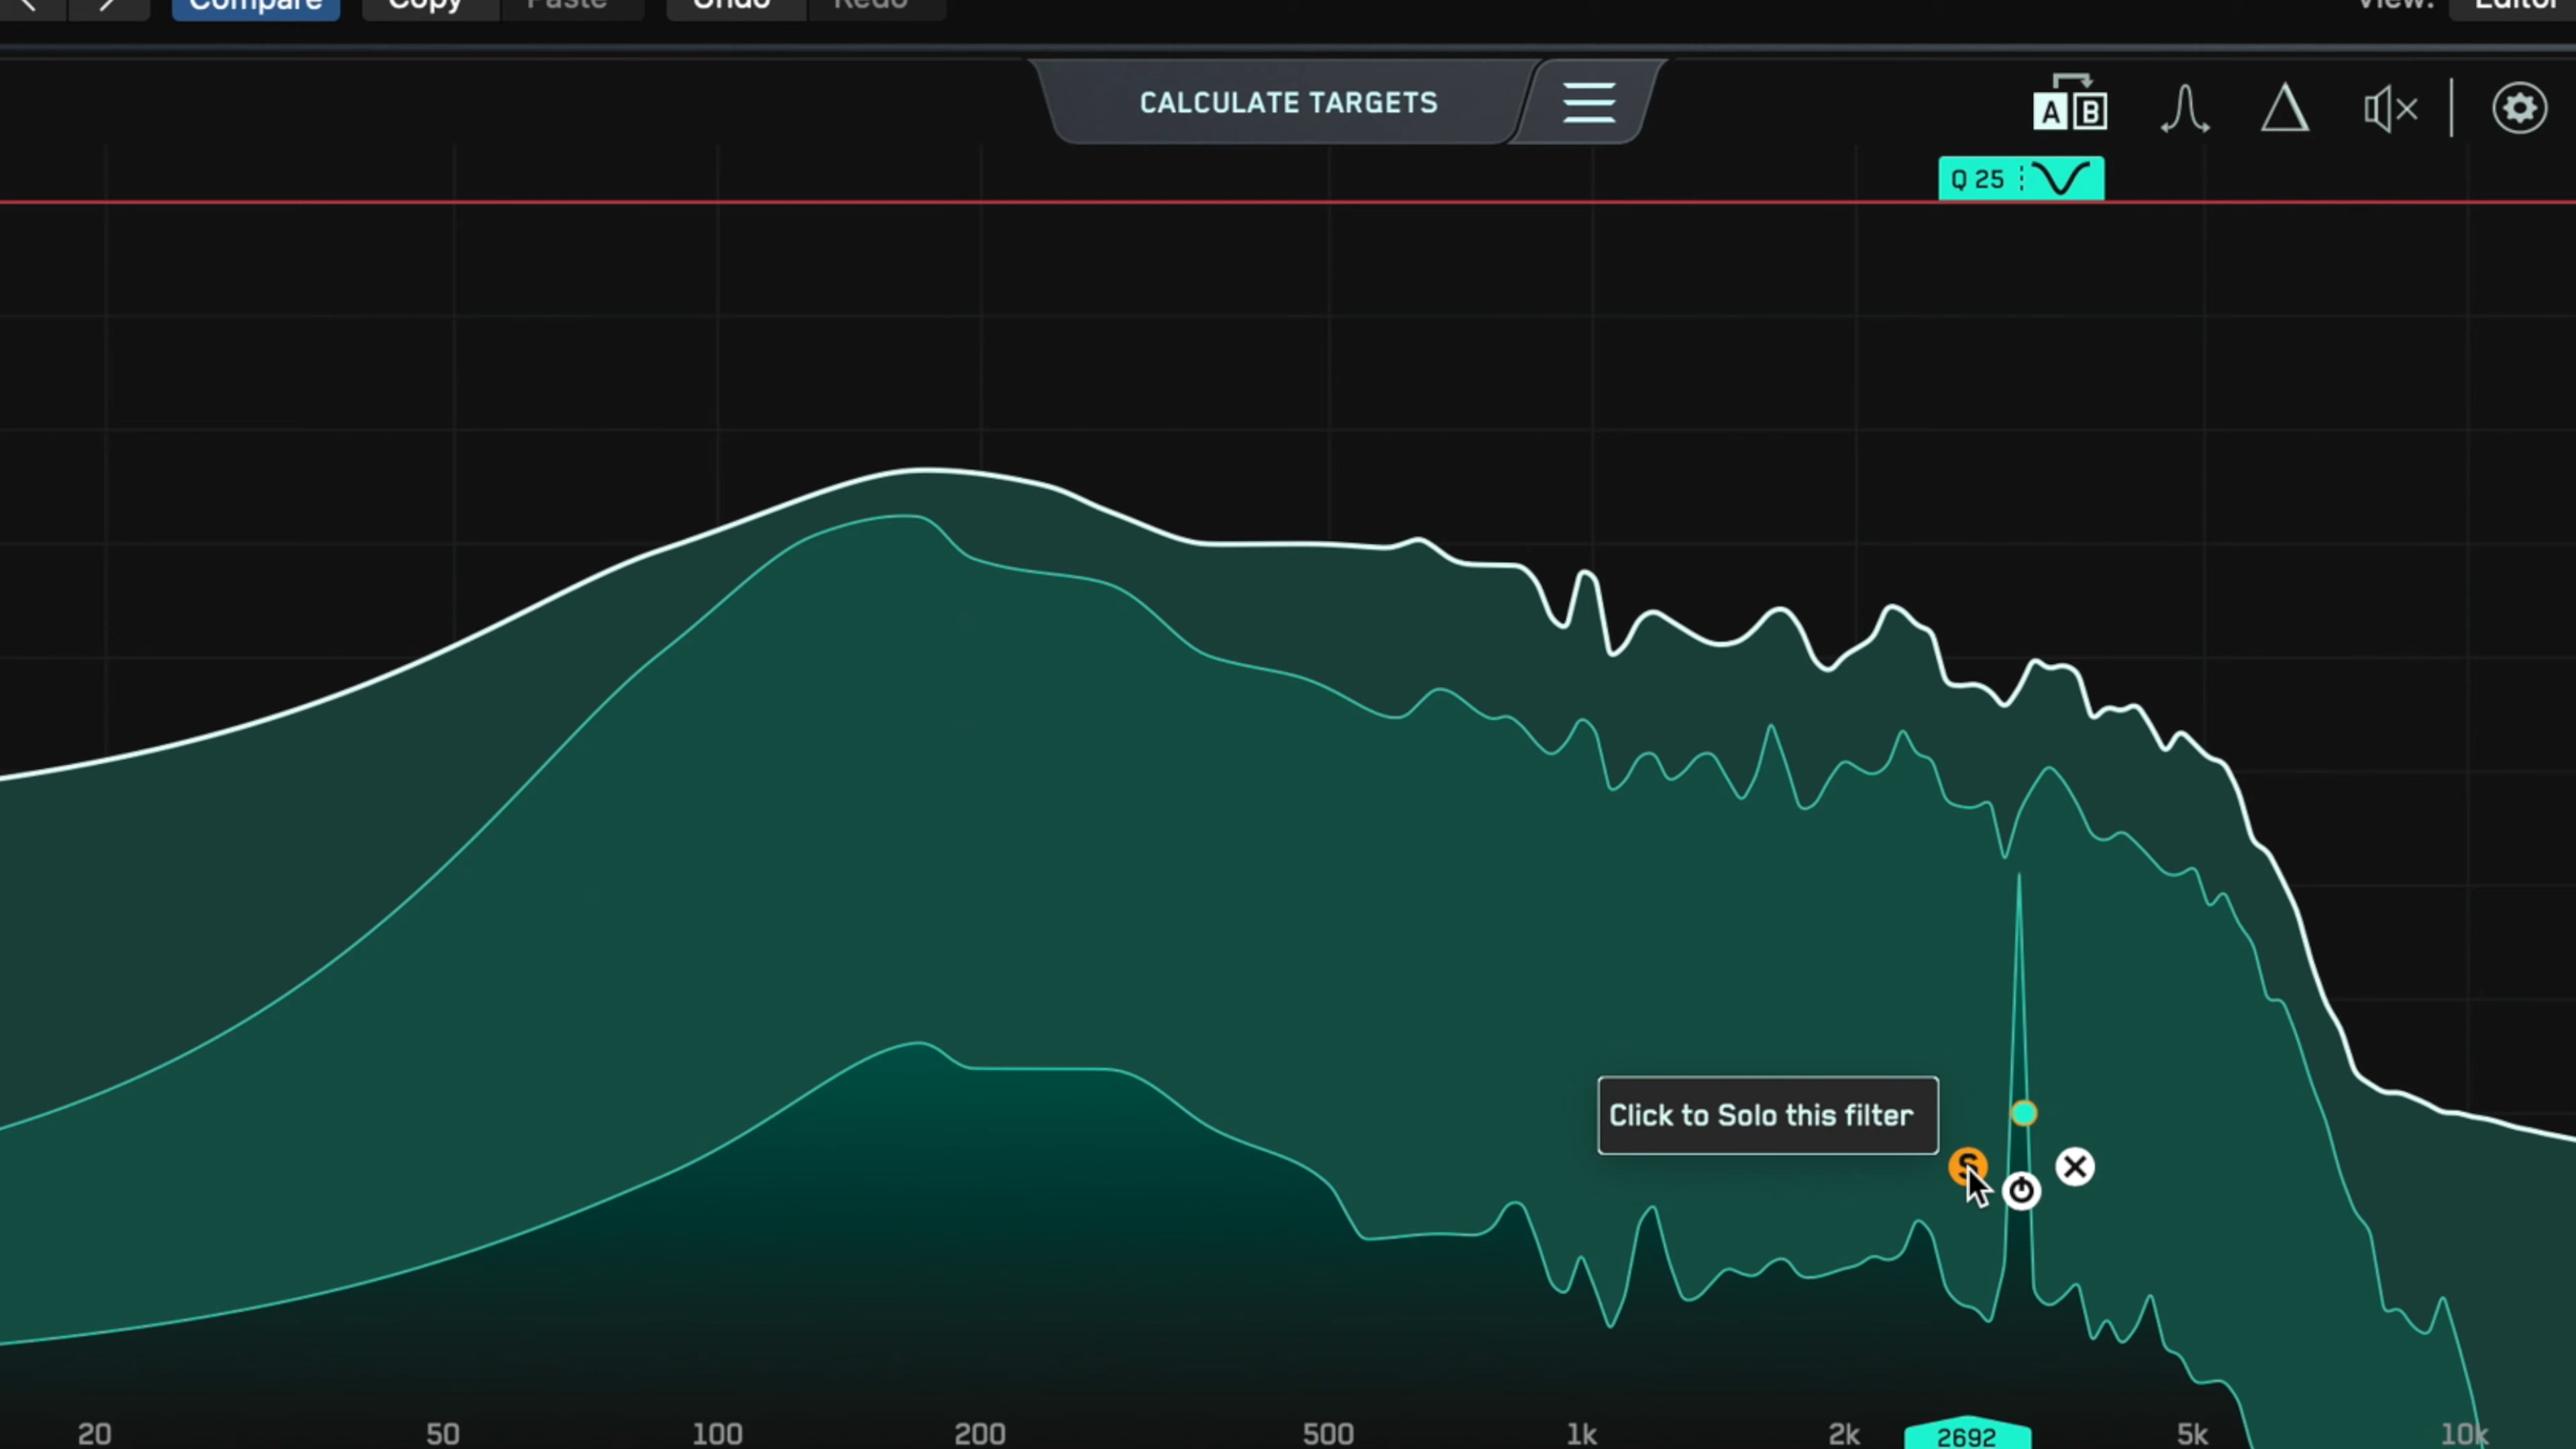 Compare Copy Paste Undo Redo View: Editor
CALCULATE TARGETS
A B
Q 25
Click to Solo this filter
S
20 50 100 200 500 1k 2k 2692 5k 10k